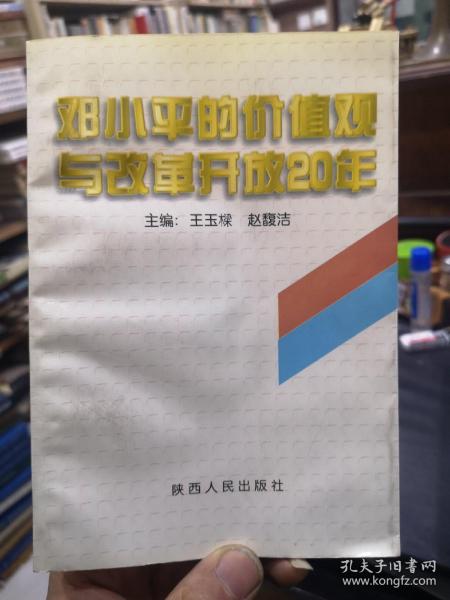 邓小平的价值观
与改革开放20年
主编：王玉樑 赵馥洁
陕西人民出版社
孔夫子旧书网
www.kongfz.com